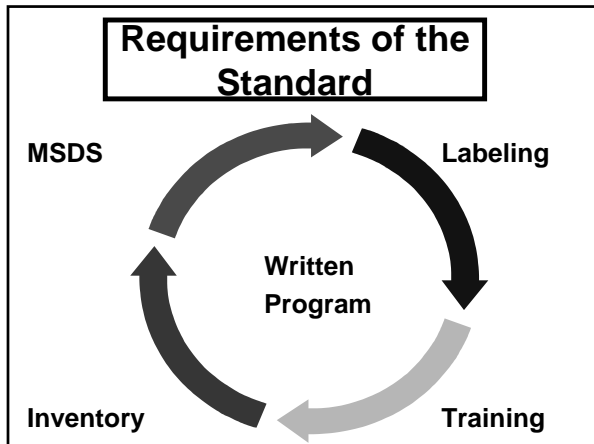 Requirements of the
Standard
MSDS
Labeling
Written
Program
Inventory
Training